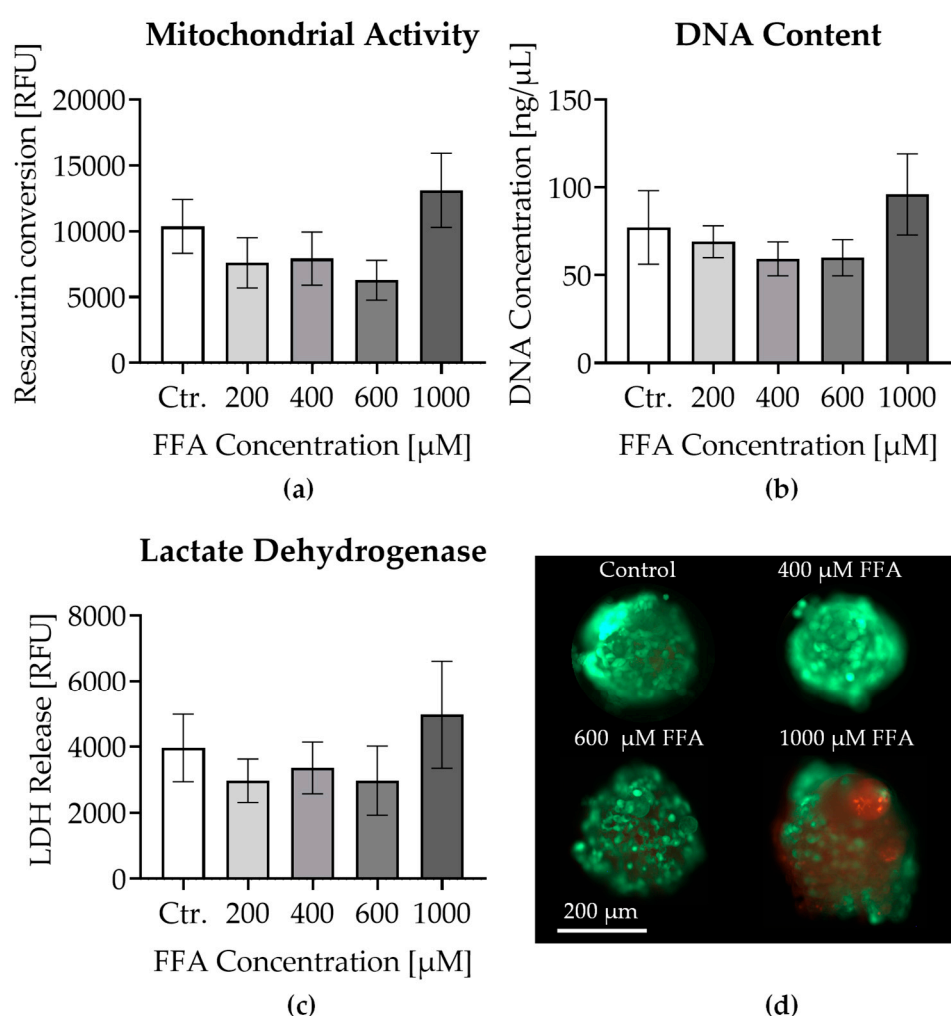 Mitochondrial Activity
Resazurin conversion [RFU]
20000
15000
10000
5000
0
Ctr. 200 400 600 1000
FFA Concentration [µM]
(a)
DNA Content
DNA Concentration [ng/µL]
150
100
50
0
Ctr. 200 400 600 1000
FFA Concentration [µM]
(b)
Lactate Dehydrogenase
LDH Release [RFU]
8000
6000
4000
2000
0
Ctr. 200 400 600 1000
FFA Concentration [µM]
(c)
Control 400 µM FFA
600 µM FFA 1000 µM FFA
200 µm
(d)